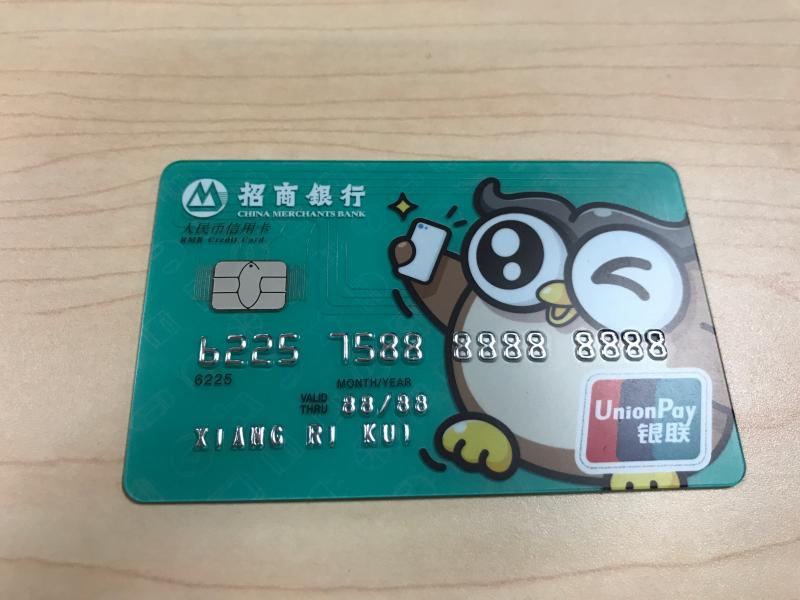 招商銀行
CHINA MERCHANTS BANK
人民币信用卡
RMB Credit Card
6225 7588 8888 8888
6225
MONTH/YEAR
VALID THRU 88/88
XIANG RI KUI
UnionPay
银联